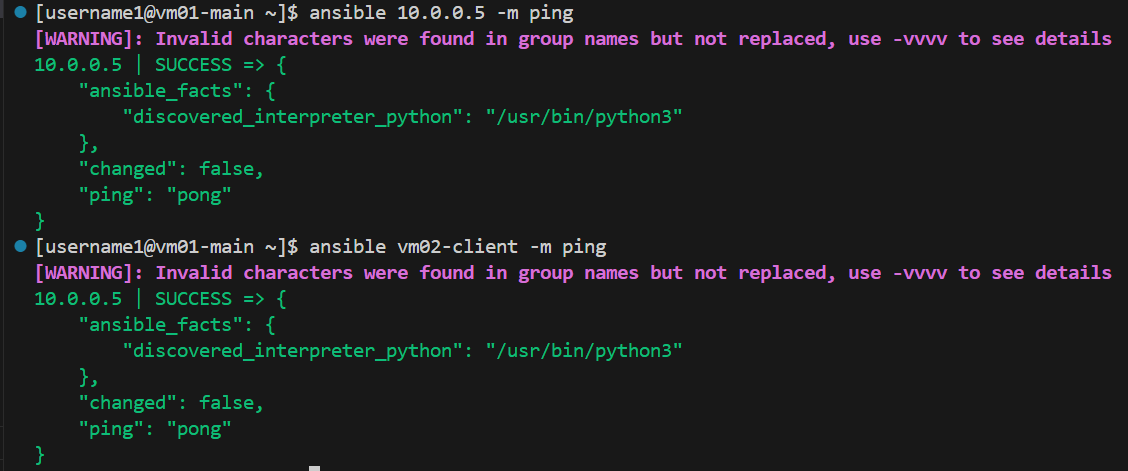 [username1@vm01-main ~]$ ansible 10.0.0.5 -m ping
[WARNING]: Invalid characters were found in group names but not replaced, use -vvvv to see details
10.0.0.5 | SUCCESS => {
    "ansible_facts": {
        "discovered_interpreter_python": "/usr/bin/python3"
    },
    "changed": false,
    "ping": "pong"
}
[username1@vm01-main ~]$ ansible vm02-client -m ping
[WARNING]: Invalid characters were found in group names but not replaced, use -vvvv to see details
10.0.0.5 | SUCCESS => {
    "ansible_facts": {
        "discovered_interpreter_python": "/usr/bin/python3"
    },
    "changed": false,
    "ping": "pong"
}